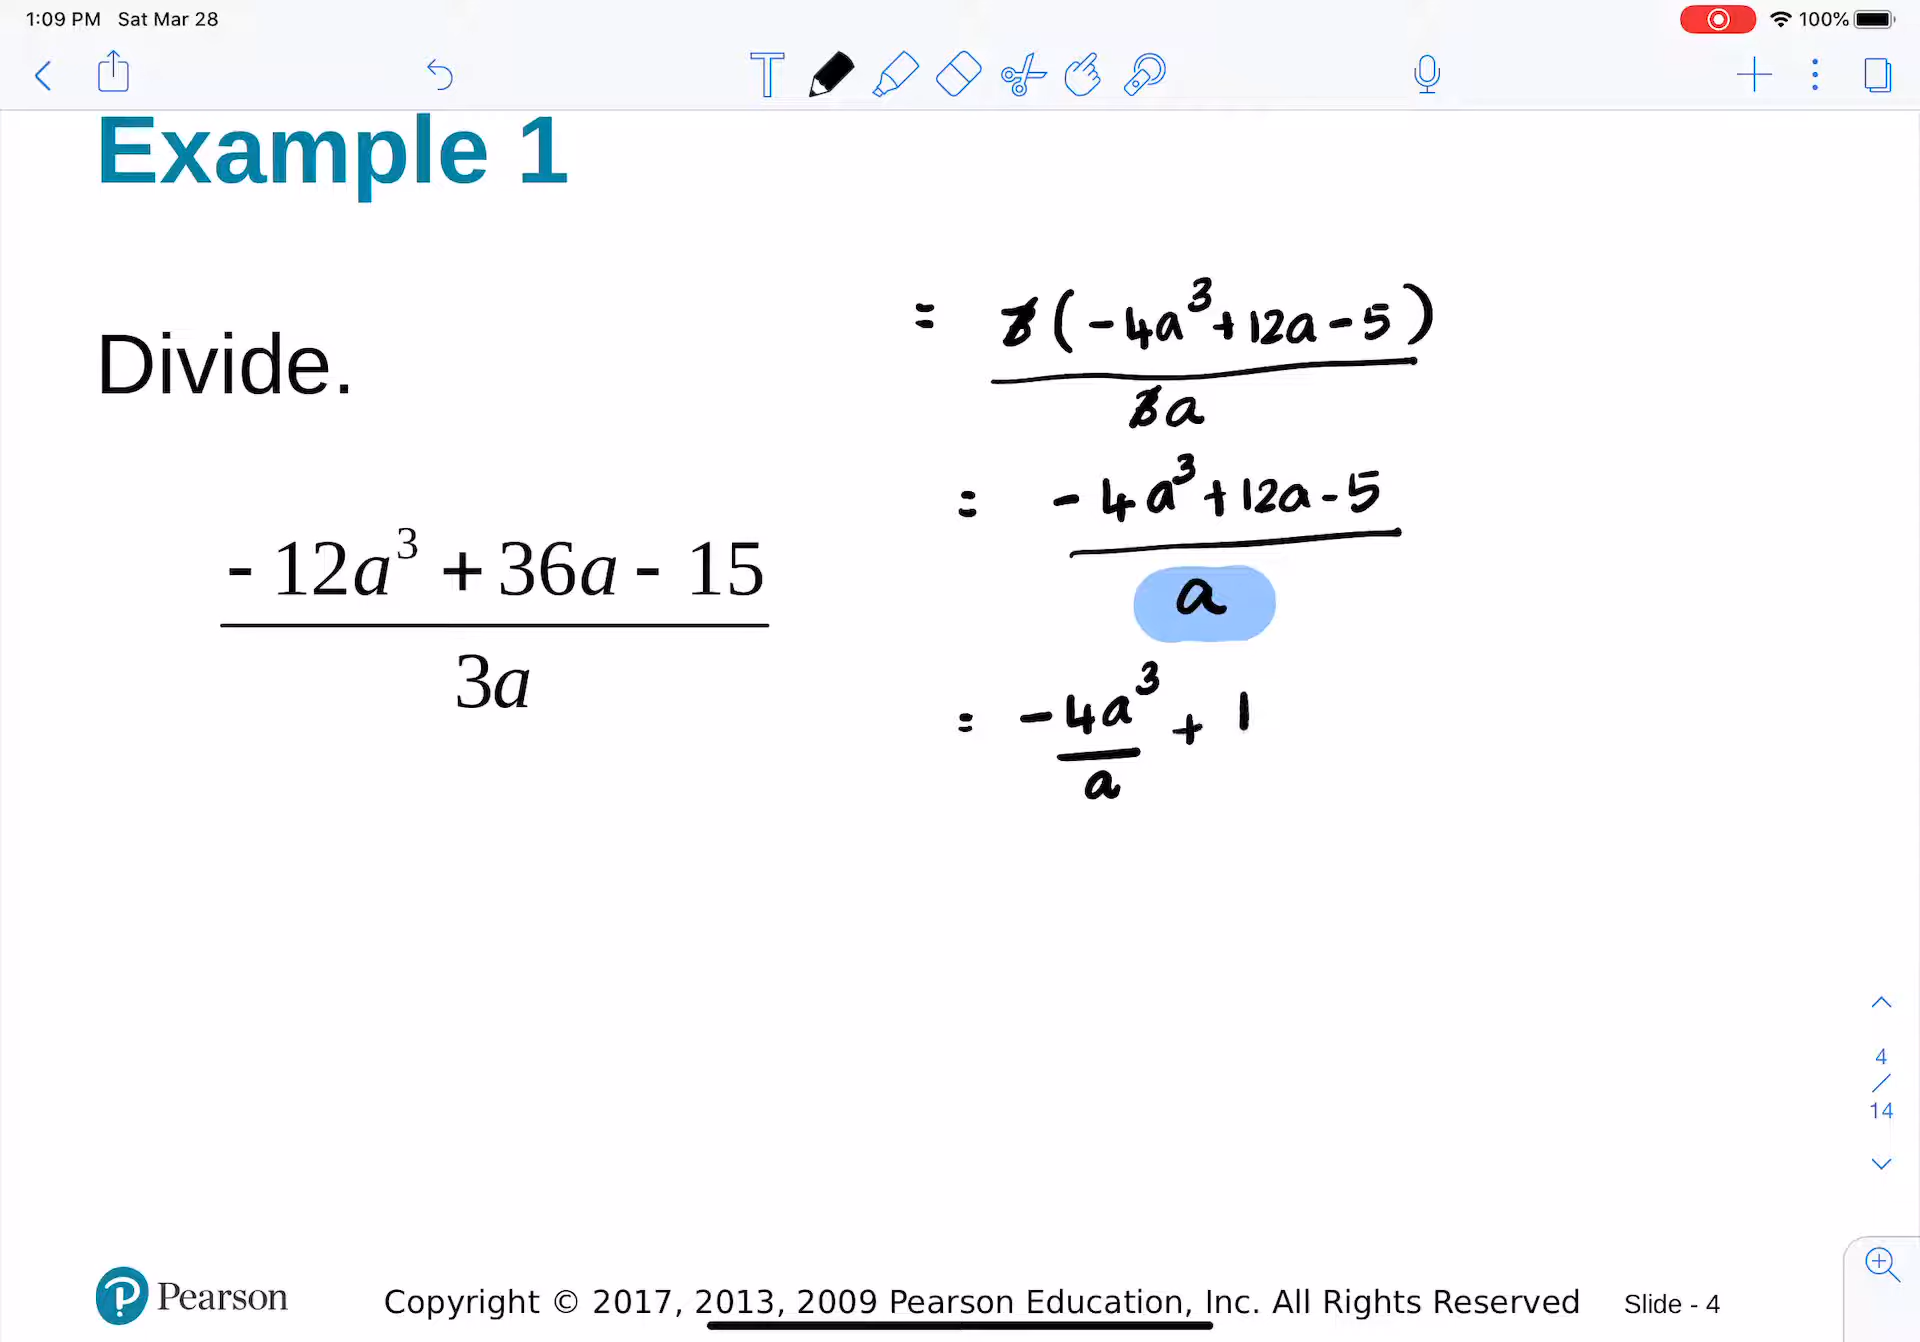 1:09 PM Sat Mar 28
100%
T
Example 1
Divide.
-12a³ + 36a - 15
3a
= 3(-4a³+12a-5)
3a
= -4a³+12a-5
a
= -4a³ + 1
a
4
/
14
Pearson
Copyright © 2017, 2013, 2009 Pearson Education, Inc. All Rights Reserved
Slide - 4